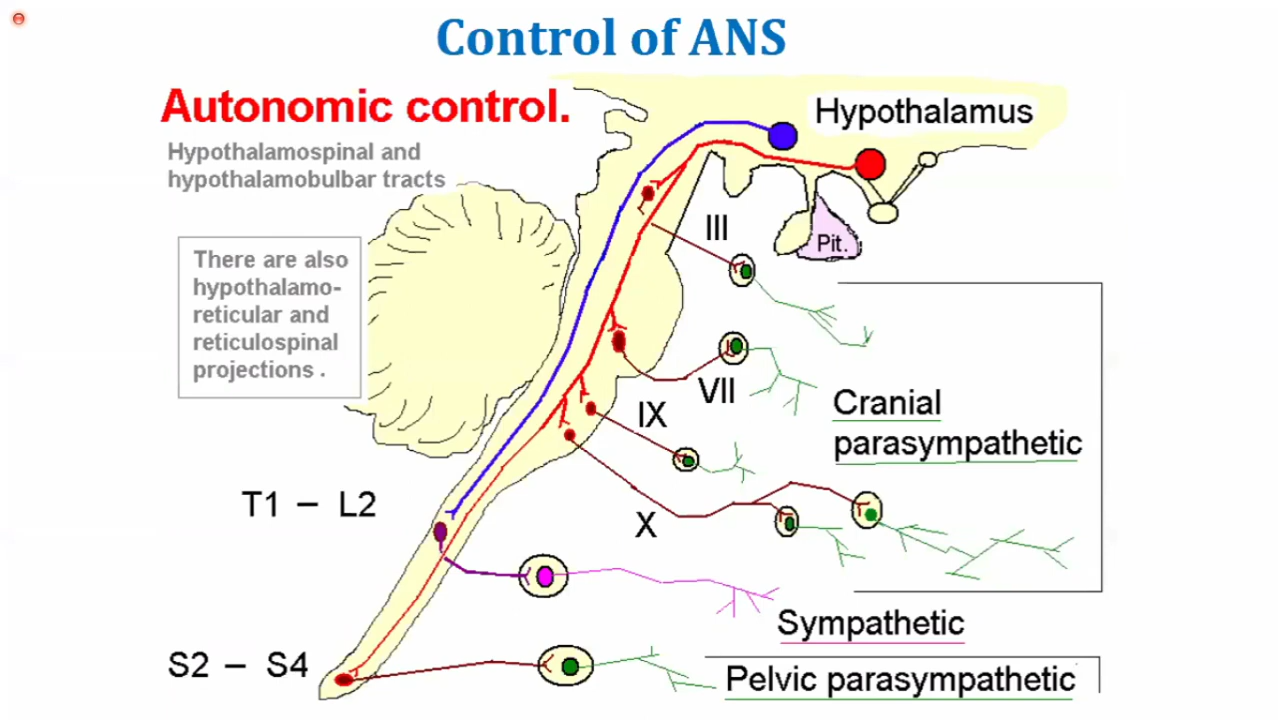 Control of ANS
Autonomic control.
Hypothalamospinal and
hypothalamobulbar tracts
There are also
hypothalamo-
reticular and
reticulospinal
projections .
Hypothalamus
Pit.
III
VII
IX
X
Cranial
parasympathetic
T1 – L2
Sympathetic
S2 – S4
Pelvic parasympathetic